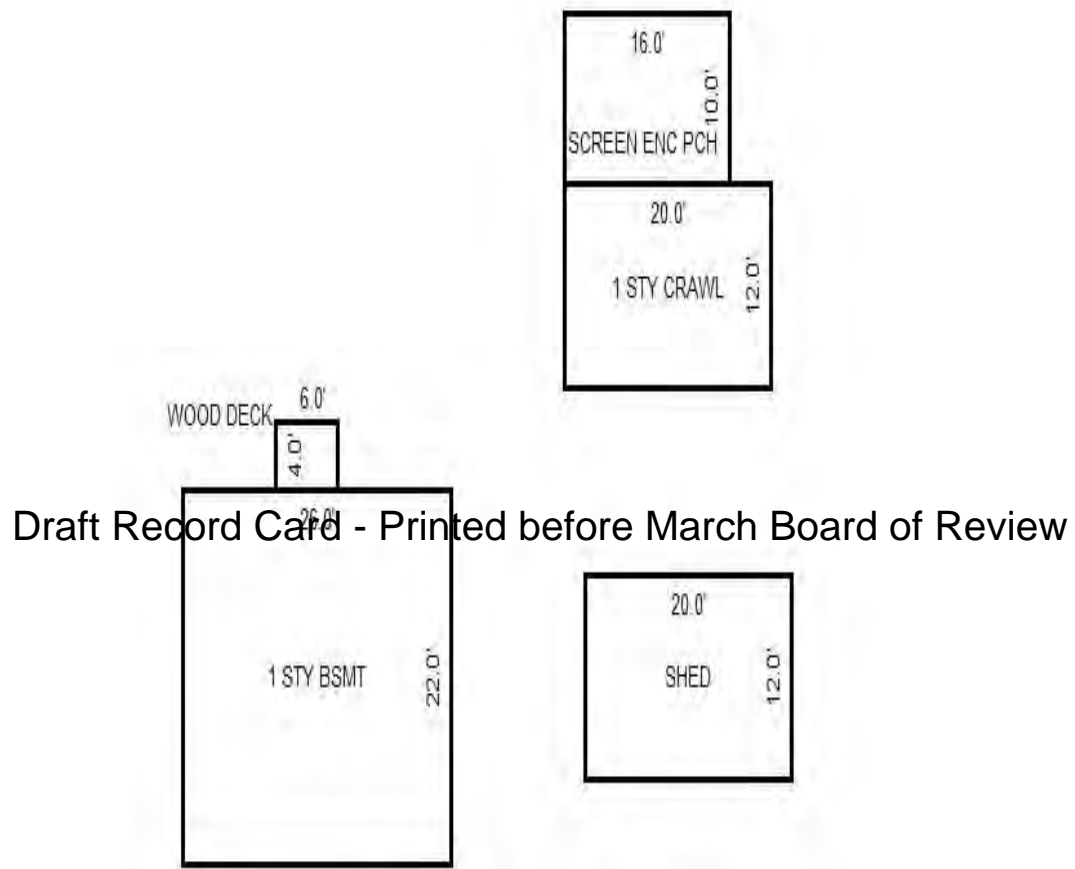 16.0'
10.0'
SCREEN ENC PCH
20.0'
1 STY CRAWL
12.0'
WOOD DECK
6.0'
4.0'
26.0'
Draft Record Card - Printed before March Board of Review
1 STY BSMT
22.0'
20.0'
SHED
12.0'